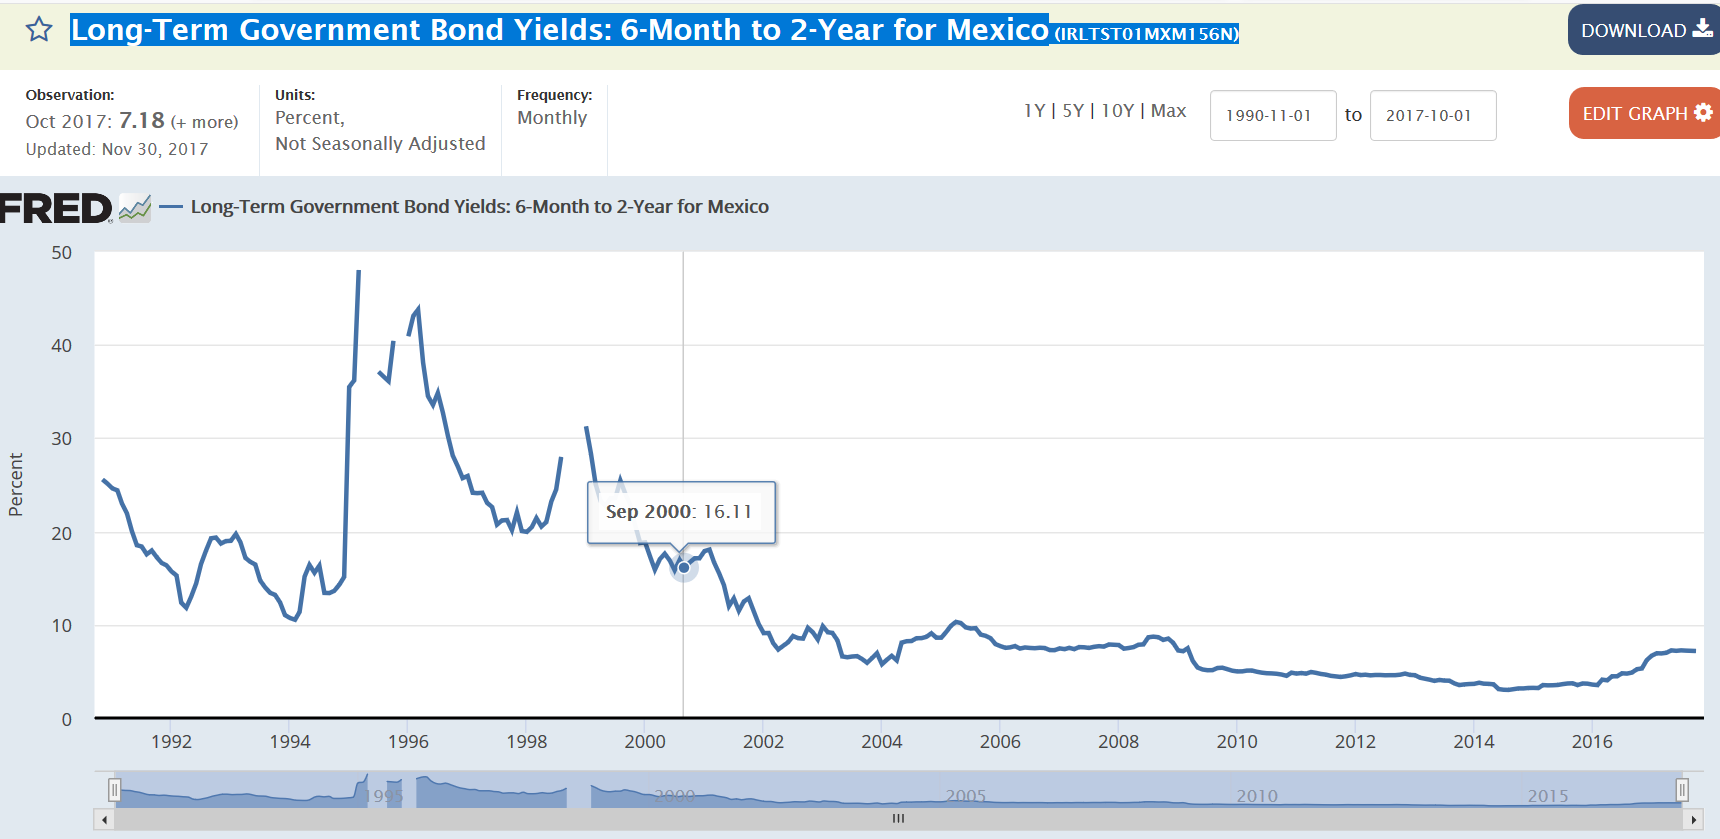 Long-Term Government Bond Yields: 6-Month to 2-Year for Mexico (IRLTST01MXM156N)
DOWNLOAD
Observation:
Oct 2017: 7.18 (+ more)
Updated: Nov 30, 2017
Units:
Percent,
Not Seasonally Adjusted
Frequency:
Monthly
1Y | 5Y | 10Y | Max
1990-11-01 to 2017-10-01
EDIT GRAPH
FRED
Long-Term Government Bond Yields: 6-Month to 2-Year for Mexico
Percent
50
40
30
20
10
0
Sep 2000: 16.11
1992 1994 1996 1998 2000 2002 2004 2006 2008 2010 2012 2014 2016
1995 2000 2005 2010 2015